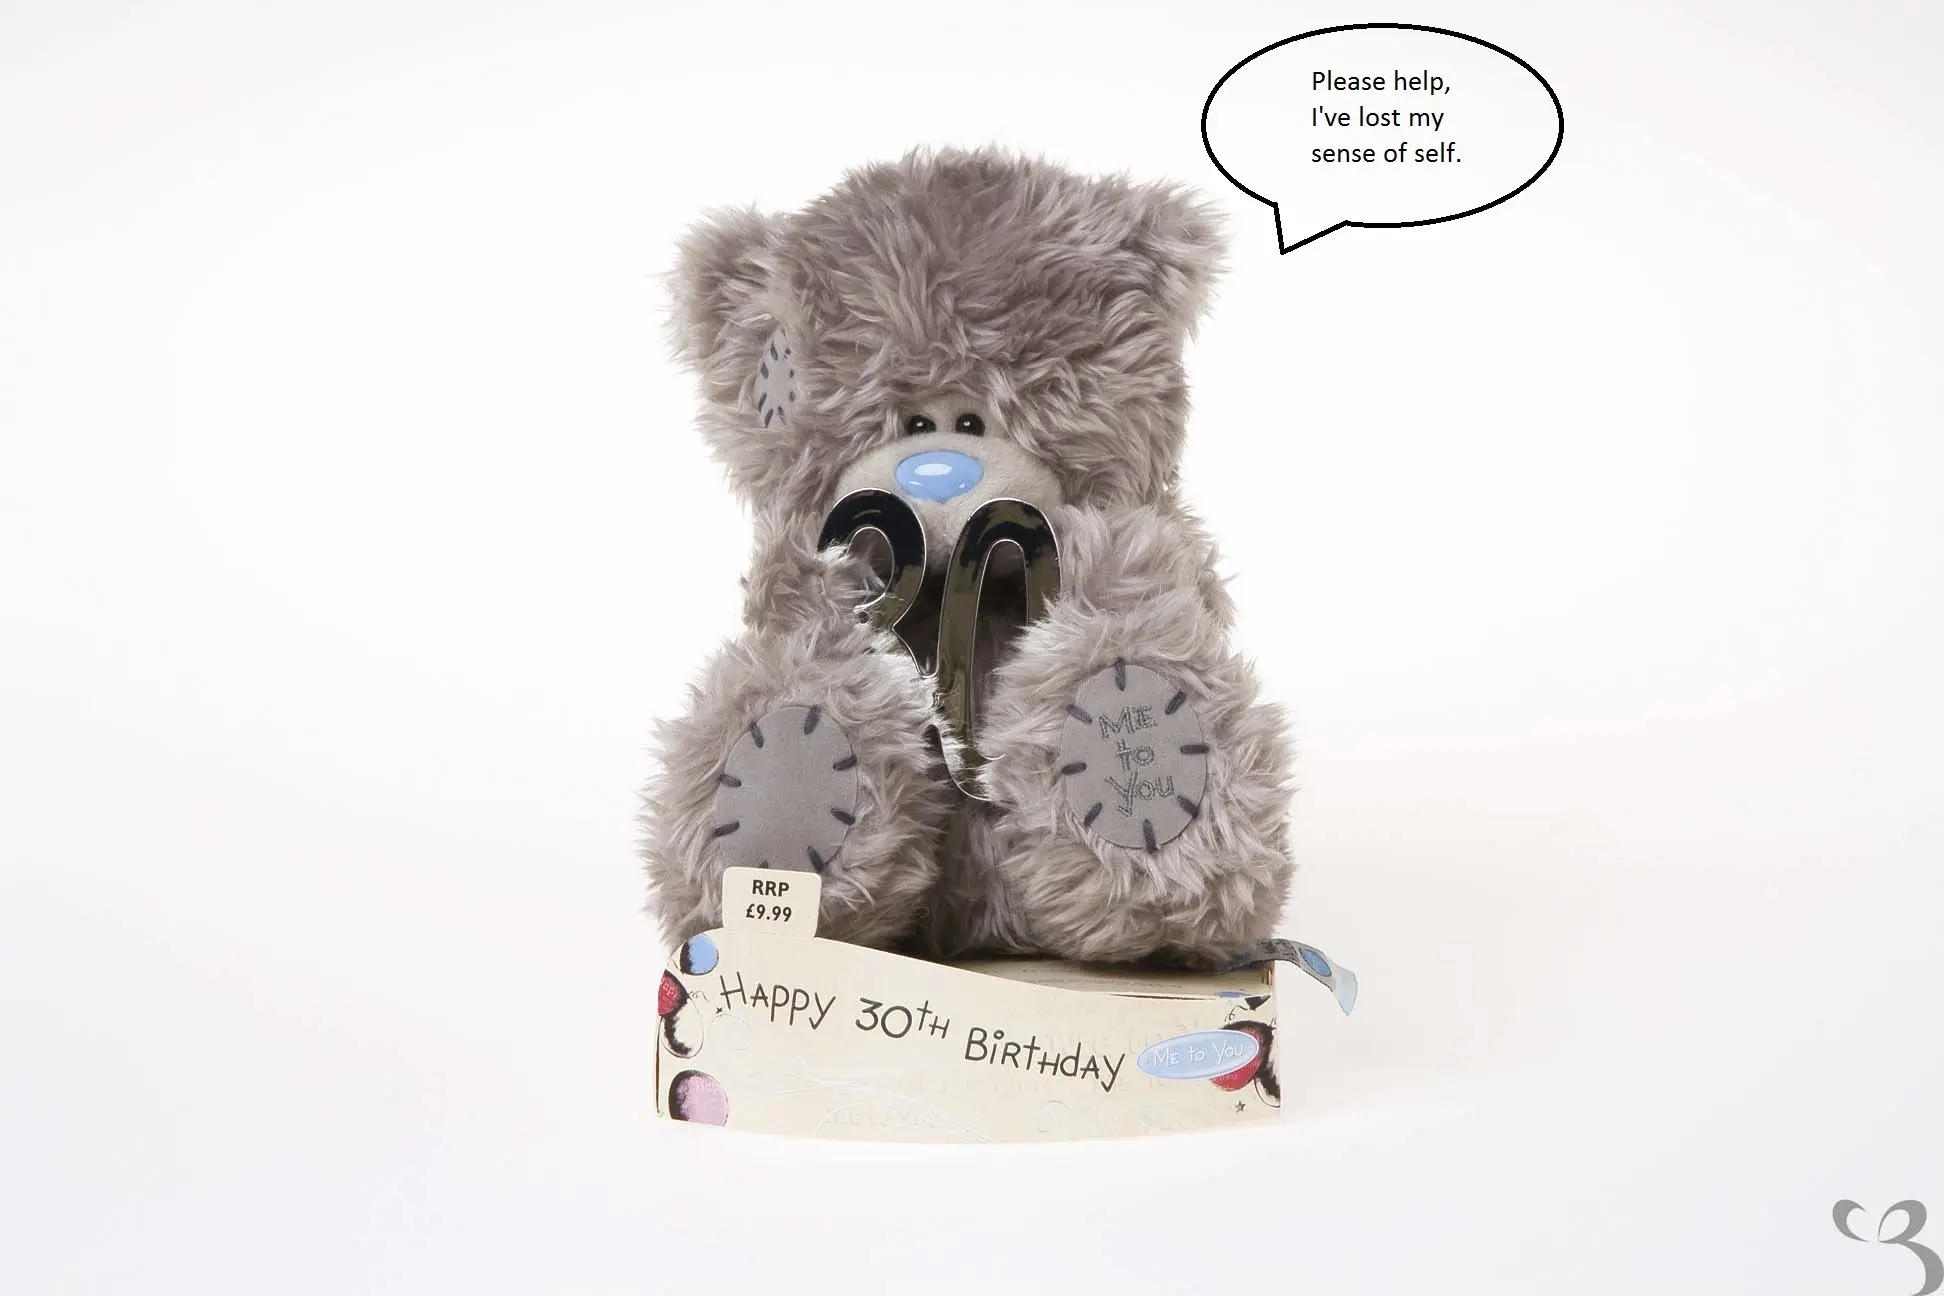 Please help,
I've lost my
sense of self.
ME
to
You
RRP
£9.99
HAPPY 30tH BirtHdAy
ME to You